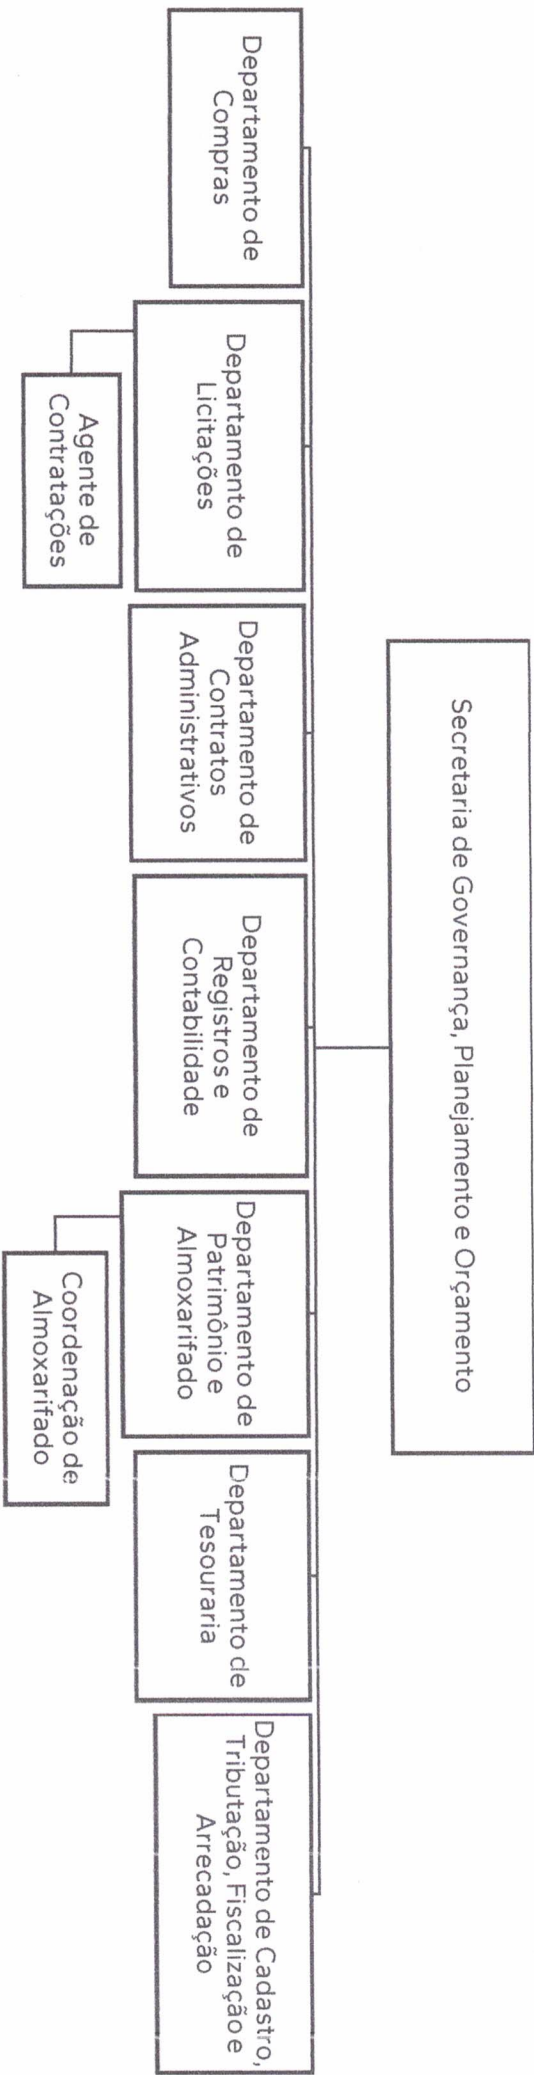 Secretaria de Governança, Planejamento e Orçamento
Departamento de
Compras
Departamento de
Licitações
Agente de
Contratações
Departamento de
Contratos
Administrativos
Departamento de
Registros e
Contabilidade
Departamento de
Patrimônio e
Almoxarifado
Coordenação de
Almoxarifado
Departamento de
Tesouraria
Departamento de Cadastro,
Tributação, Fiscalização e
Arrecadação